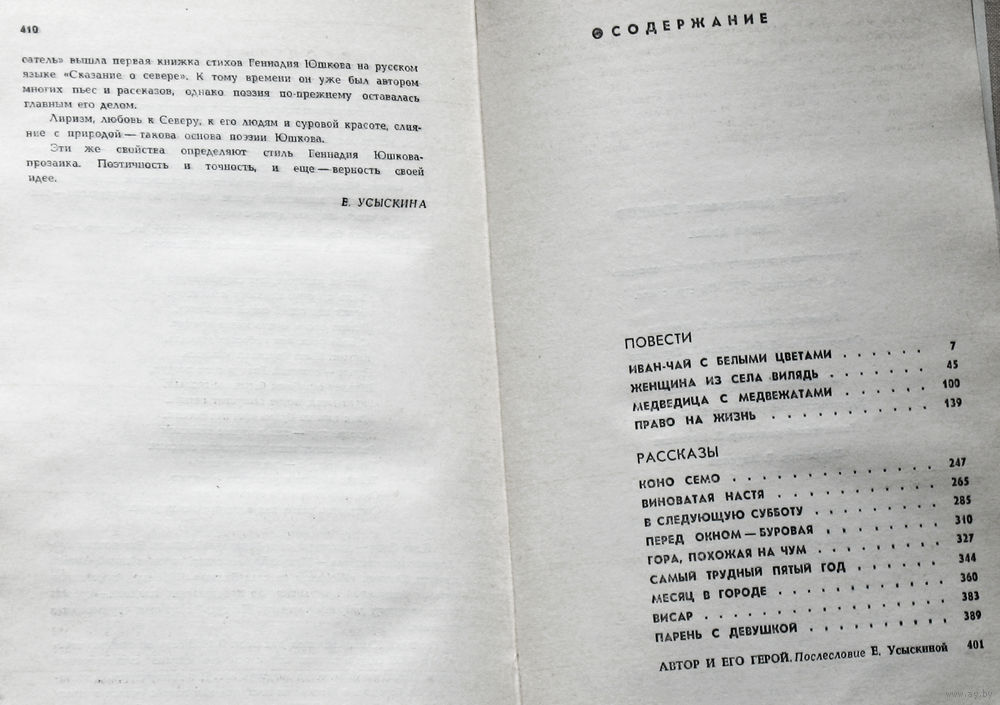 410
сатель» вышла первая книжка стихов Геннадия Юшкова на русском
языке «Сказание о севере». К тому времени он уже был автором
многих пьес и рассказов, однако поэзия по-прежнему оставалась
главным его делом.
Лиризм, любовь к Северу, к его людям и суровой красоте, слия-
ние с природой — такова основа поэзии Юшкова.
Эти же свойства определяют стиль Геннадия Юшкова-
прозаика. Поэтичность и точность, и еще — верность своей
идее.
Е. УСЫСКИНА
СОДЕРЖАНИЕ
ПОВЕСТИ
ИВАН-ЧАЙ С БЕЛЫМИ ЦВЕТАМИ . . . . . . 7
ЖЕНЩИНА ИЗ СЕЛА ВИЛЯДЬ . . . . . . . 45
МЕДВЕДИЦА С МЕДВЕЖАТАМИ . . . . . . 100
ПРАВО НА ЖИЗНЬ . . . . . . . . . . . 139
РАССКАЗЫ
КОНО СЕМО . . . . . . . . . . . . . 247
ВИНОВАТАЯ НАСТЯ . . . . . . . . . . 265
В СЛЕДУЮЩУЮ СУББОТУ . . . . . . . . 285
ПЕРЕД ОКНОМ — БУРОВАЯ . . . . . . . 310
ГОРА, ПОХОЖАЯ НА ЧУМ . . . . . . . . 327
САМЫЙ ТРУДНЫЙ ПЯТЫЙ ГОД . . . . . . 344
МЕСЯЦ В ГОРОДЕ . . . . . . . . . . . 360
ВИСАР . . . . . . . . . . . . . . . 383
ПАРЕНЬ С ДЕВУШКОЙ . . . . . . . . . 389
АВТОР И ЕГО ГЕРОЙ. Послесловие Е. Усыскиной 401
www.ay.by